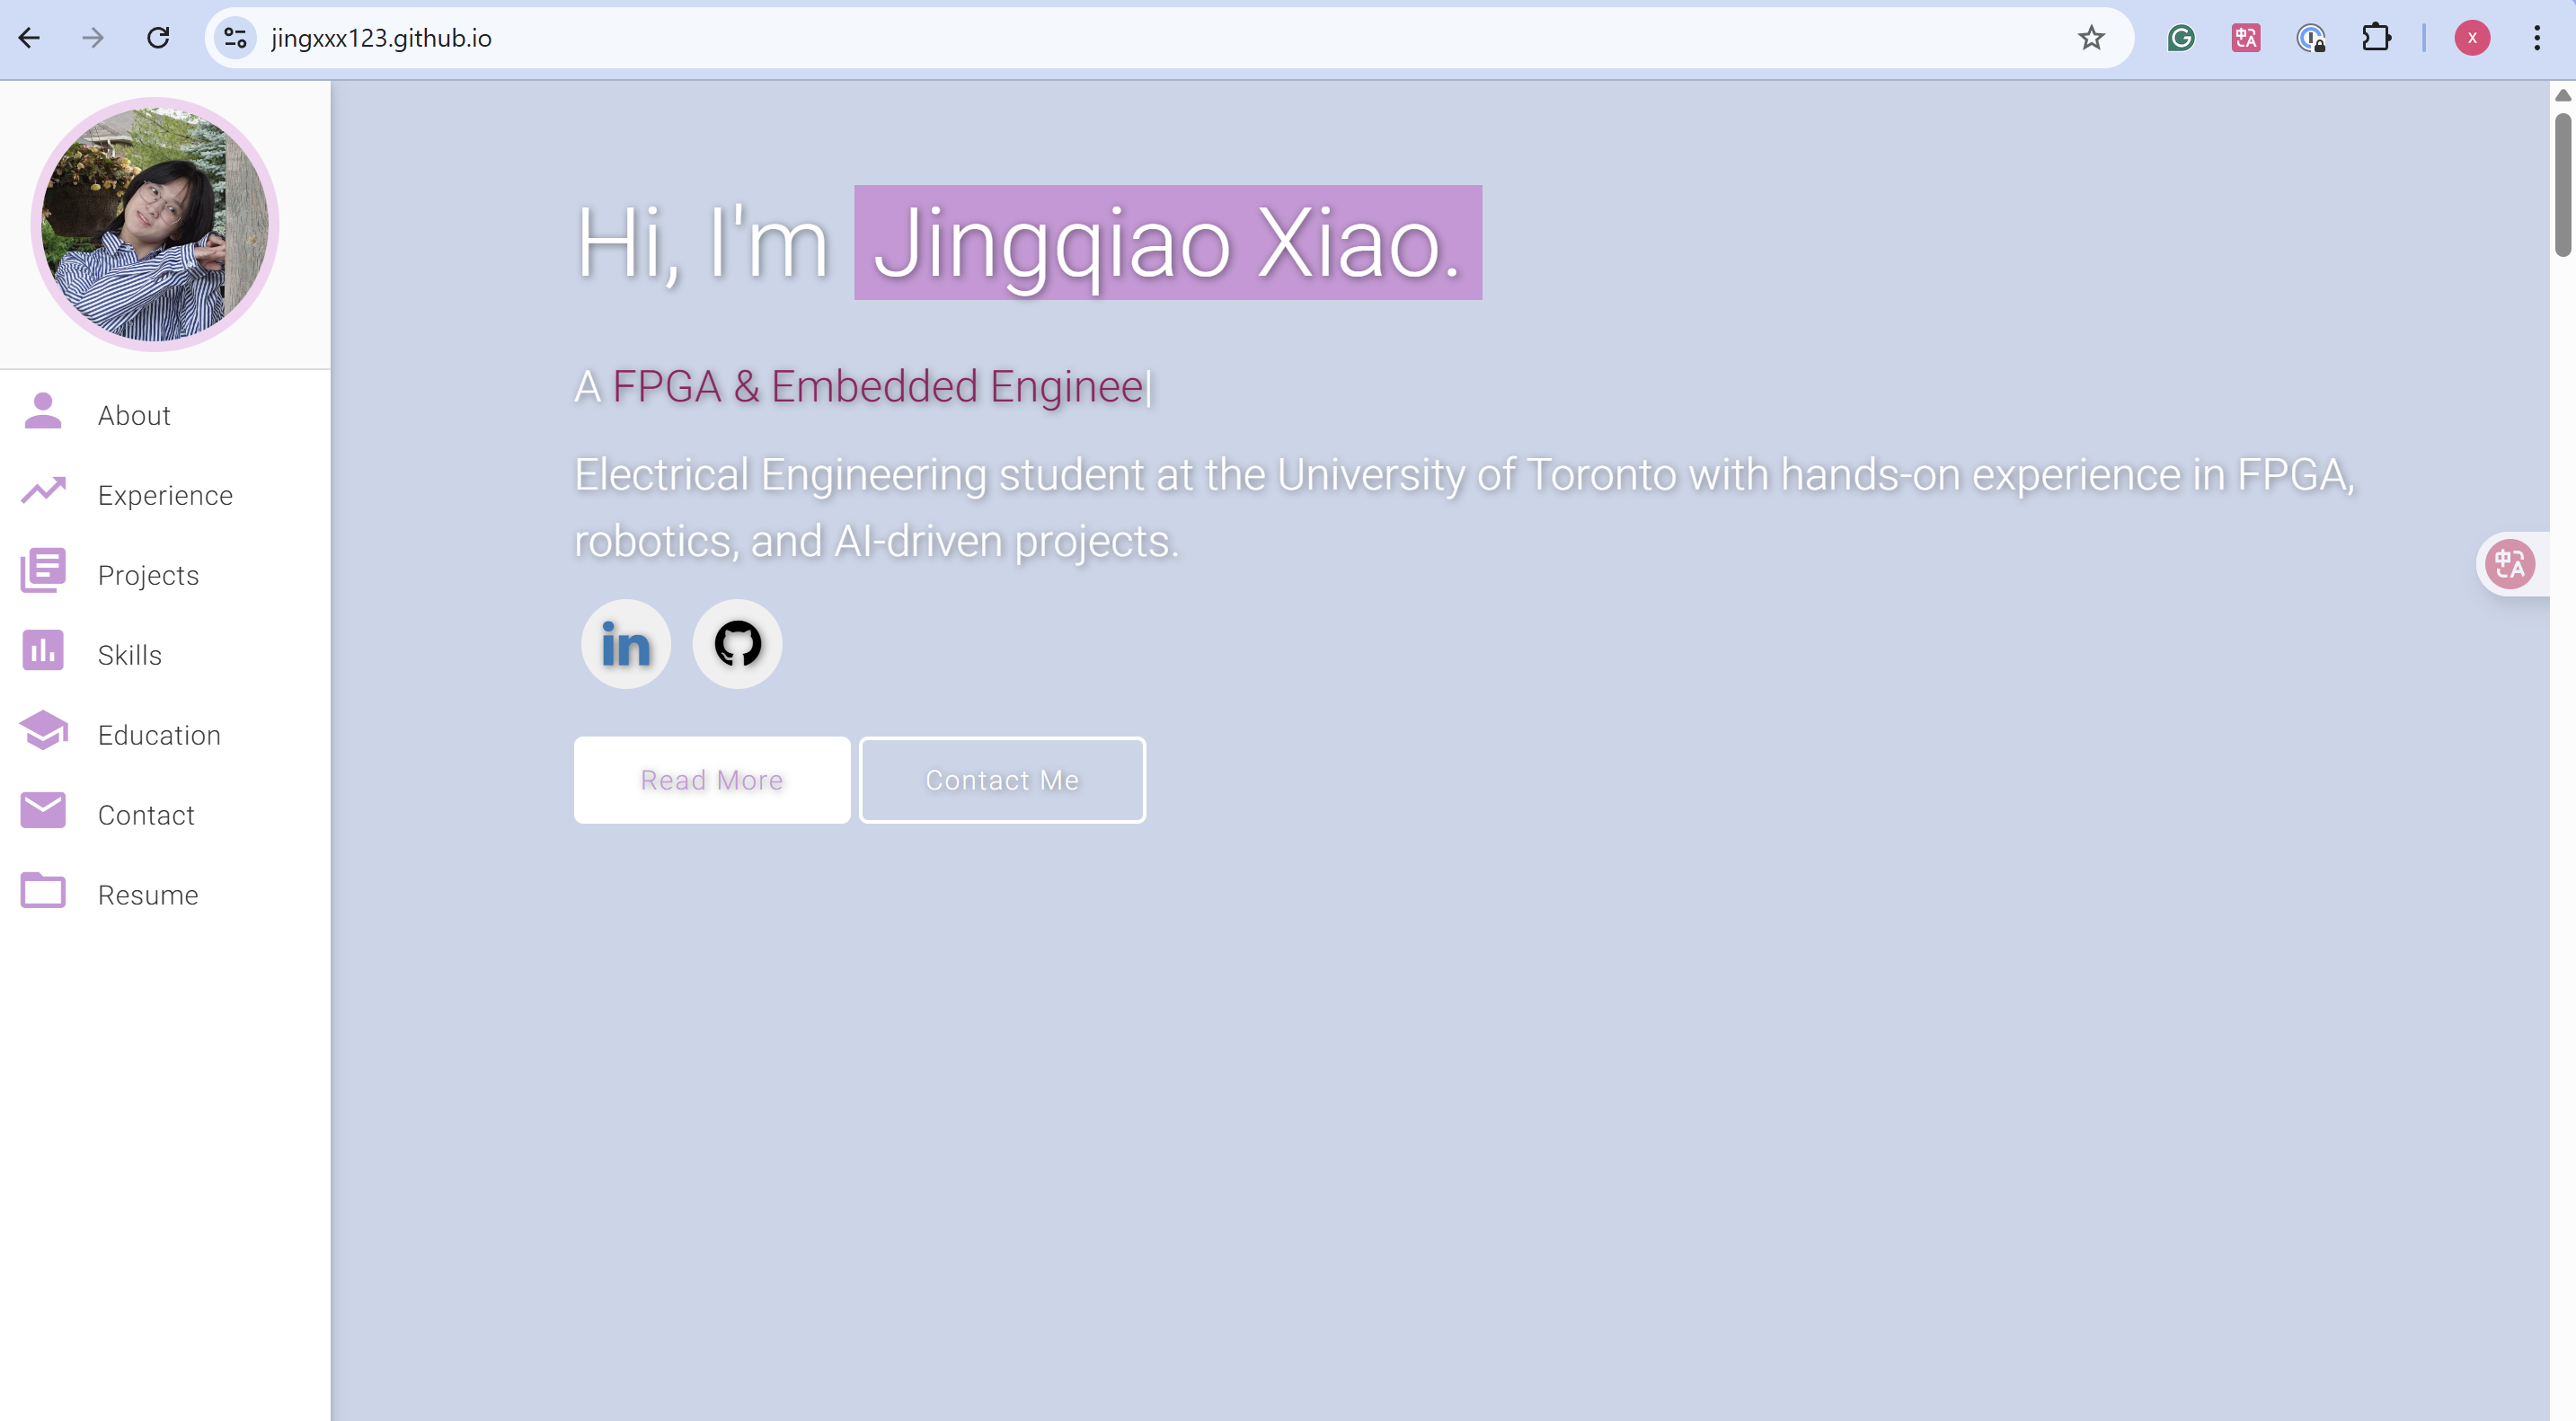 jingxxx123.github.io
X
About
Experience
Projects
Skills
Education
Contact
Resume
Hi, I'm Jingqiao Xiao.
A FPGA & Embedded Enginee|
Electrical Engineering student at the University of Toronto with hands-on experience in FPGA,
robotics, and AI-driven projects.
in
Read More
Contact Me
中A